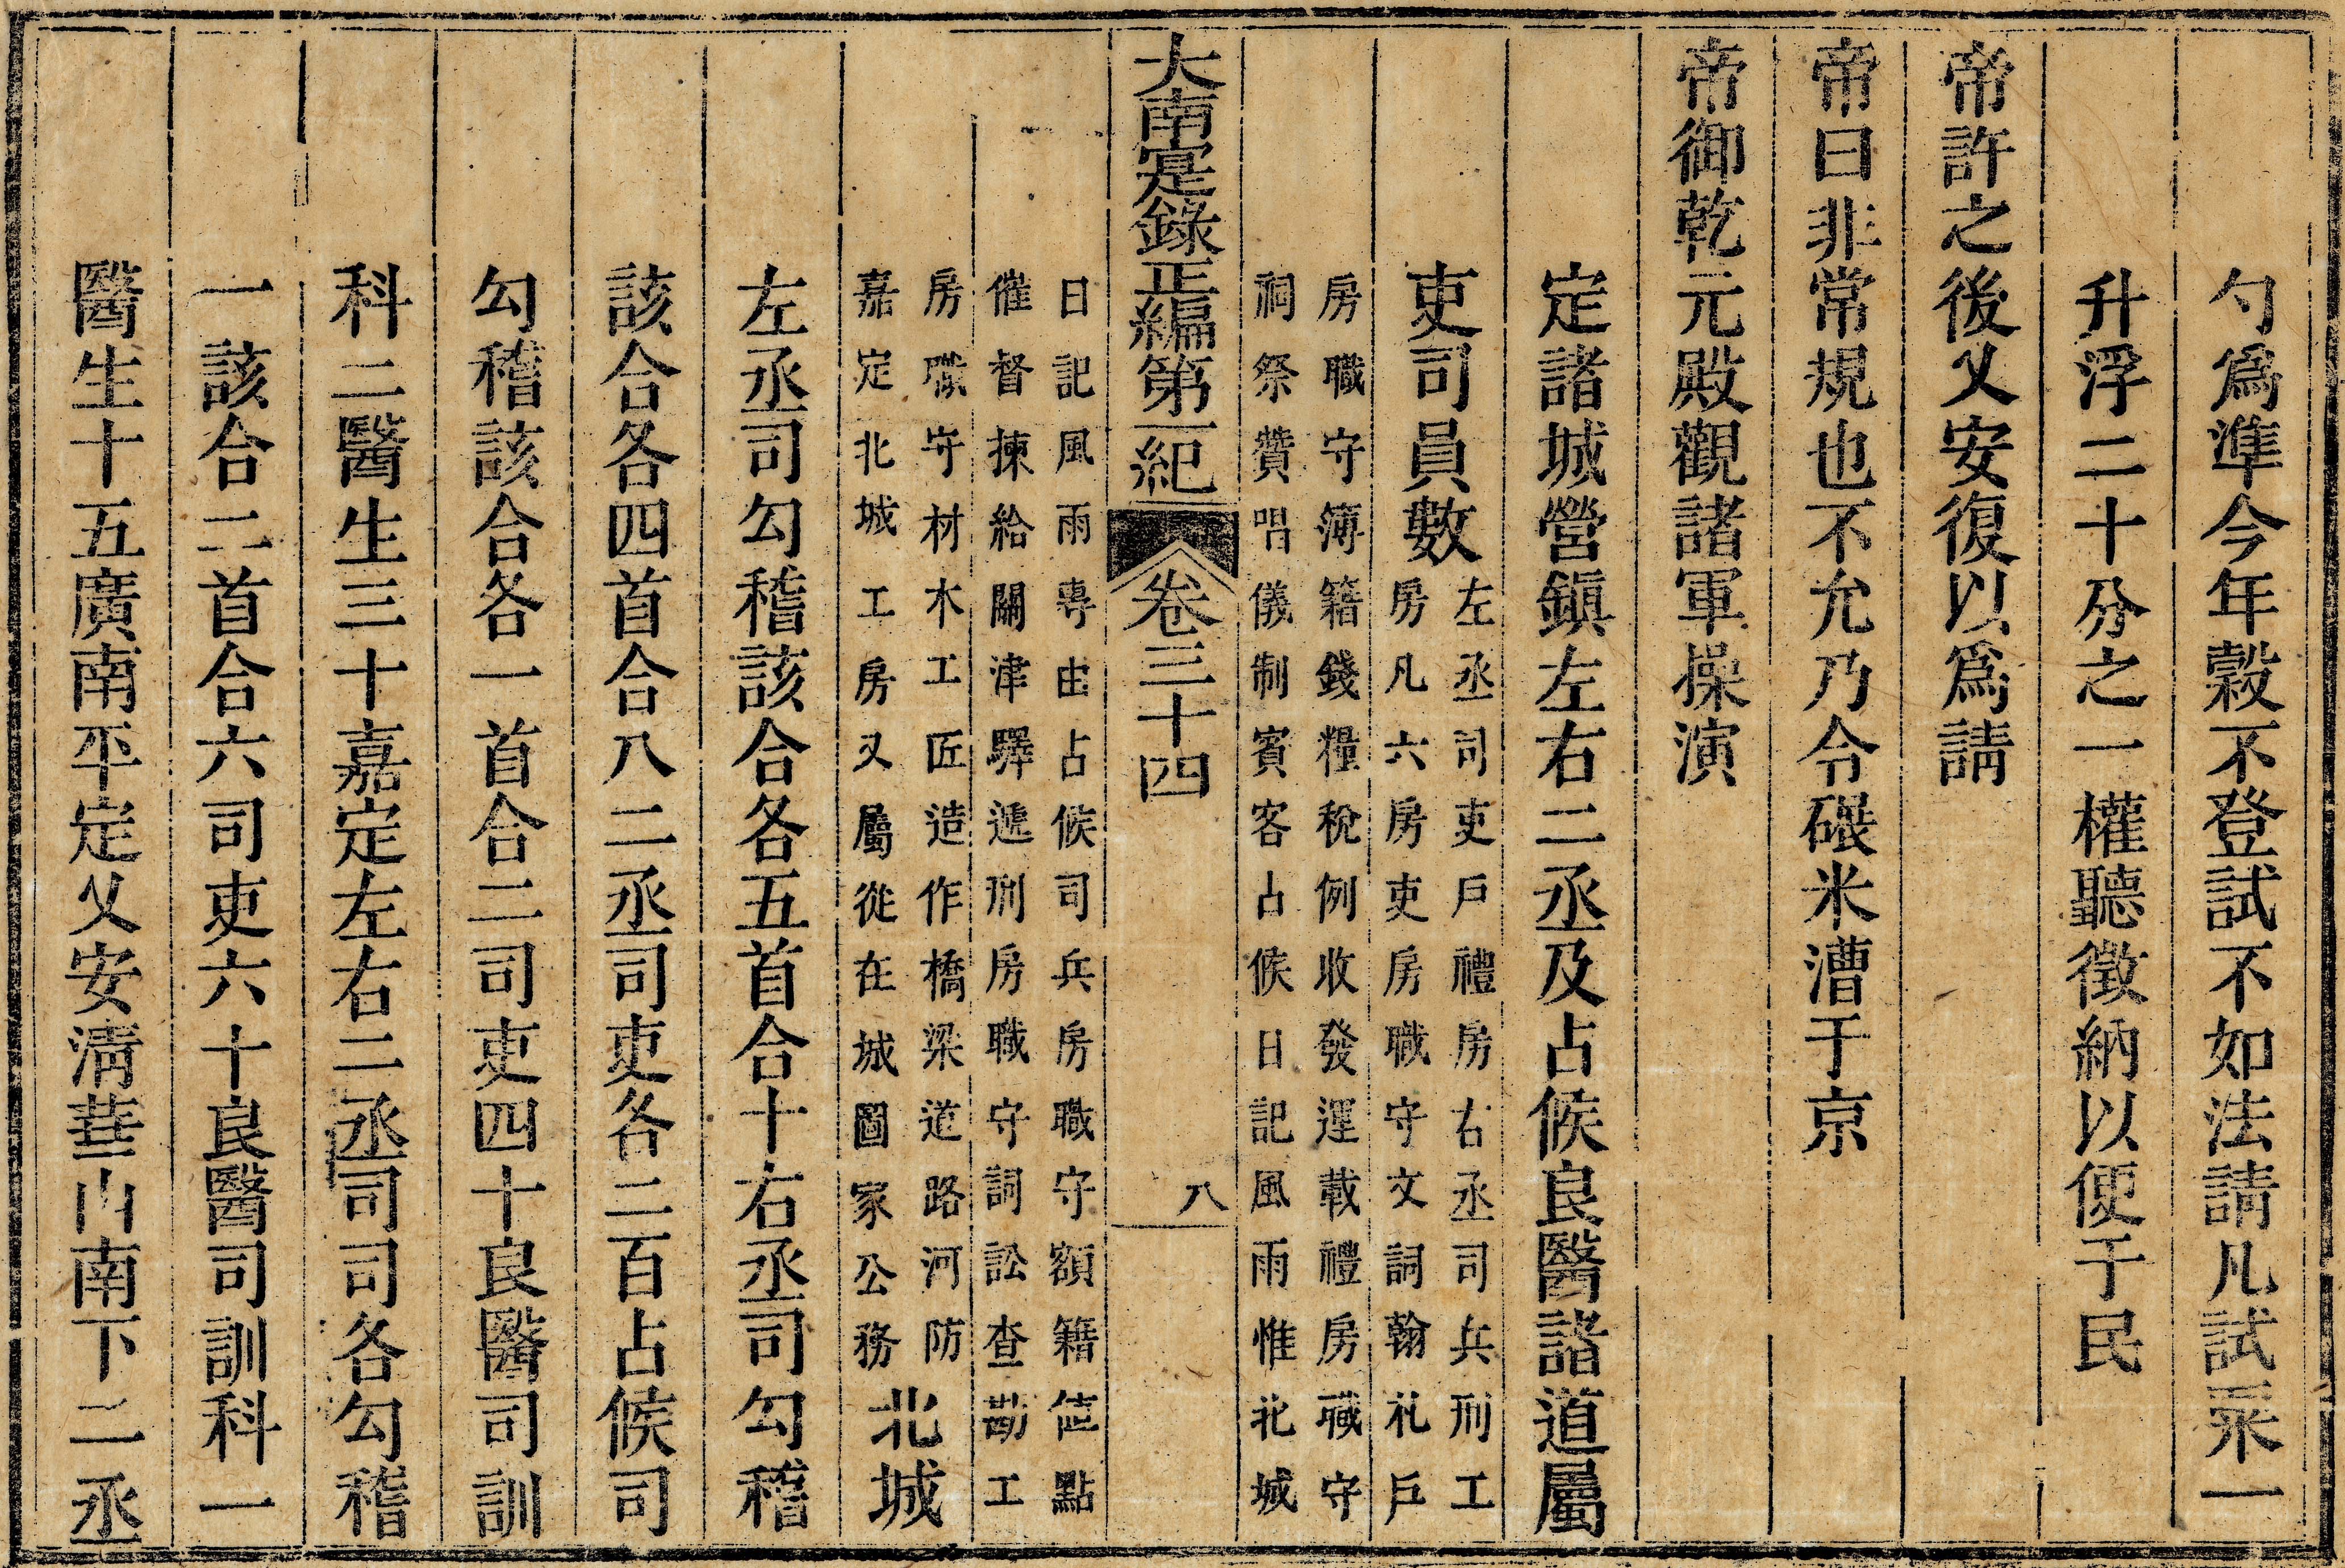 勺爲準今年穀不登試不如法請凡試粟一
升浮二十分之一權聽徵納以便于民
帝許之後乂安復以爲請
帝曰非常規也不允乃令碾米漕于京
帝御乾元殿觀諸軍操演
定諸城營鎮左右二丞及占候良醫諸道屬
吏司員數
左丞司吏戶禮房右丞司兵刑工
房凡六房吏房職守文詞翰札戶
房職守簿籍錢糧稅例收發運載禮房職守
祠祭贊唱儀制賓客占候日記風雨惟北城
大南寔錄正編第一紀 卷三十四 八
日記風雨專由占候司兵房職守額籍值點
催督揀給關津驛遞刑房職守詞訟查勘工
房職守材木工匠造作橋梁道路河防
嘉定北城工房又屬從在城圖家公務
北城
左丞司勾稽該合各五首合十右丞司勾稽
該合各四首合八二丞司吏各二百占候司
勾稽該合各一首合二司吏四十良醫司訓
科二醫生三十嘉定左右二丞司司各勾稽
一該合二首合六司吏六十良醫司訓科一
醫生十五廣南平定乂安淸華山南下二丞